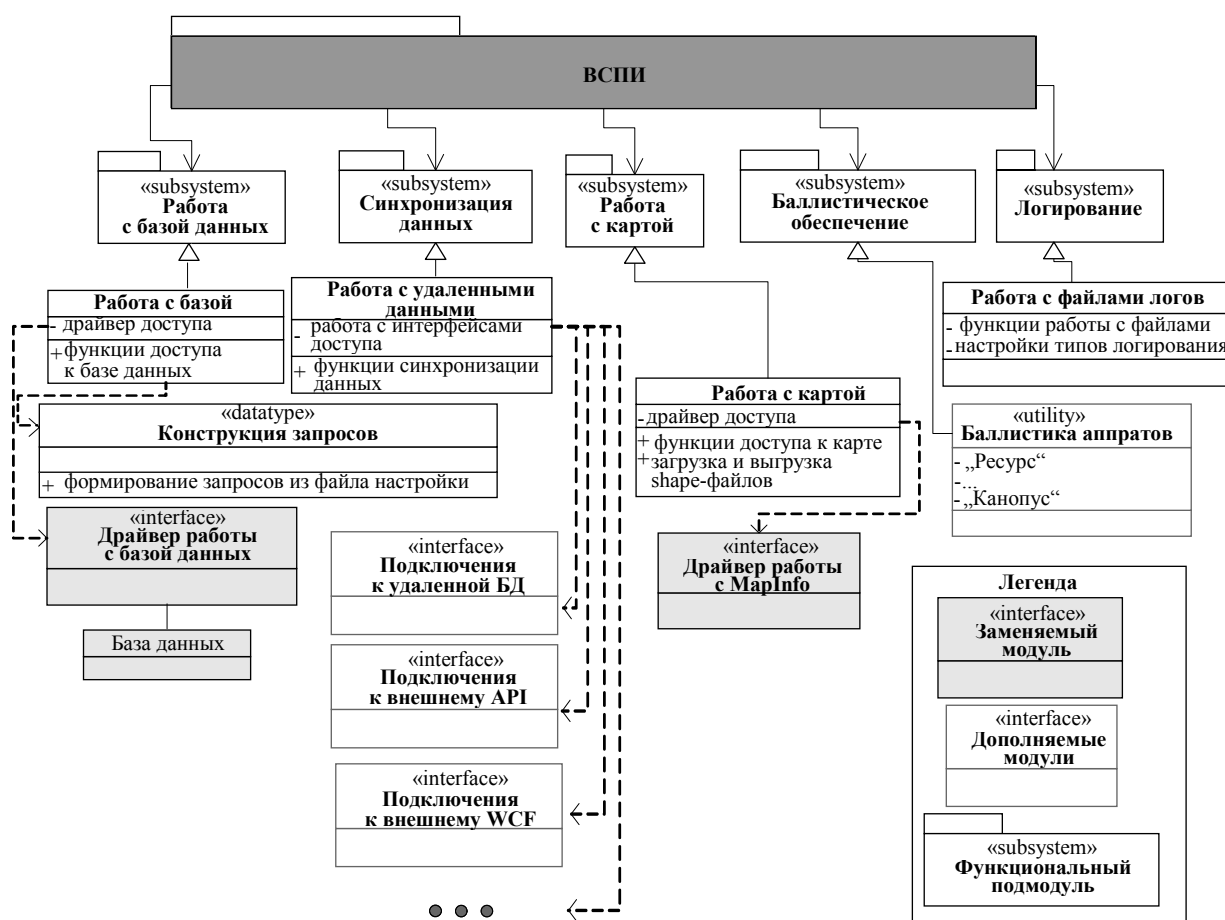 ВСПИ
«subsystem»
Работа
с базой данных
«subsystem»
Синхронизация
данных
«subsystem»
Работа
с картой
«subsystem»
Баллистическое
обеспечение
«subsystem»
Логирование
Работа с базой
- драйвер доступа
+ функции доступа
к базе данных
Работа с удаленными
данными
- работа с интерфейсами
доступа
+ функции синхронизации
данных
Работа с файлами логов
- функции работы с файлами
- настройки типов логирования
Работа с картой
- драйвер доступа
+ функции доступа к карте
+ загрузка и выгрузка
shape-файлов
«utility»
Баллистика аппратов
- „Ресурс“
- ...
- „Канопус“
«datatype»
Конструкция запросов
+ формирование запросов из файла настройки
«interface»
Драйвер работы
с базой данных
База данных
«interface»
Подключения
к удаленной БД
«interface»
Подключения
к внешнему API
«interface»
Подключения
к внешнему WCF
«interface»
Драйвер работы
с MapInfo
Легенда
«interface»
Заменяемый
модуль
«interface»
Дополняемые
модули
«subsystem»
Функциональный
подмодуль